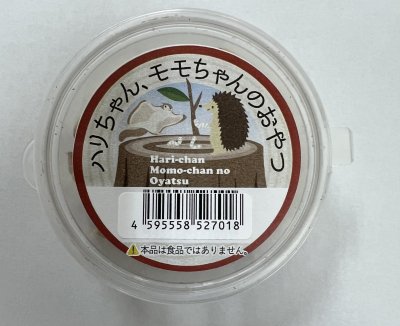 ハリちゃん、モモちゃんのおやつ
Hari-chan
Momo-chan no
Oyatsu
4 595558 527018
⚠本品は食品ではありません。